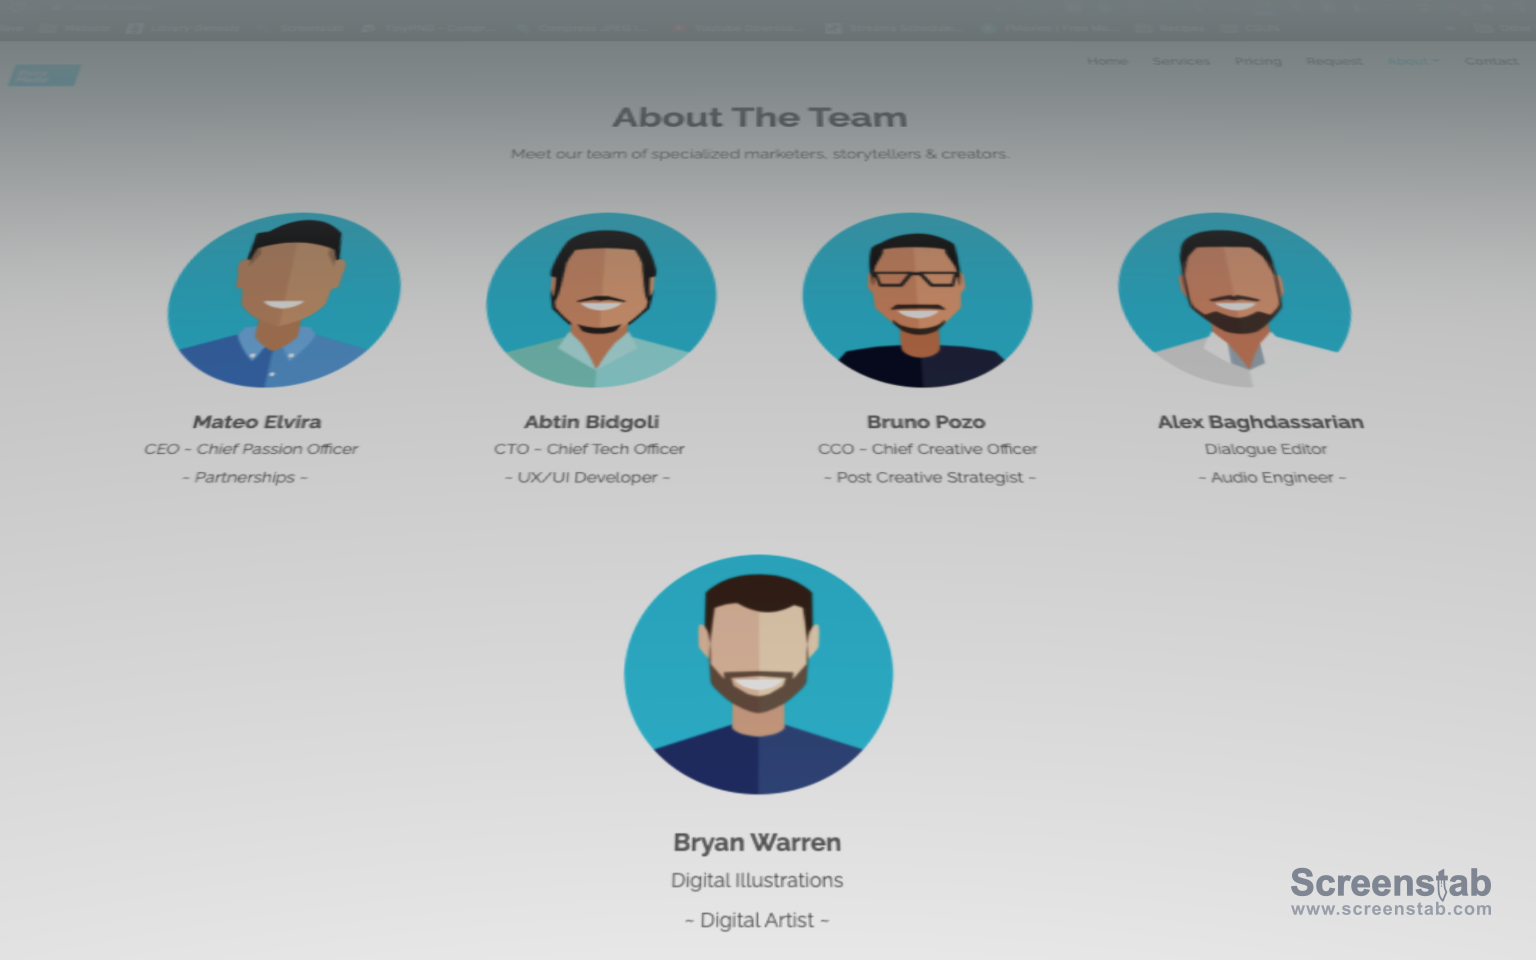 Home Services Pricing Request About Contact
About The Team
Meet our team of specialized marketers, storytellers & creators.
Mateo Elvira
CEO - Chief Passion Officer
~ Partnerships ~
Abtin Bidgoli
CTO - Chief Tech Officer
~ UX/UI Developer ~
Bruno Pozo
CCO - Chief Creative Officer
~ Post Creative Strategist ~
Alex Baghdassarian
Dialogue Editor
~ Audio Engineer ~
Bryan Warren
Digital Illustrations
~ Digital Artist ~
Screenstab
www.screenstab.com